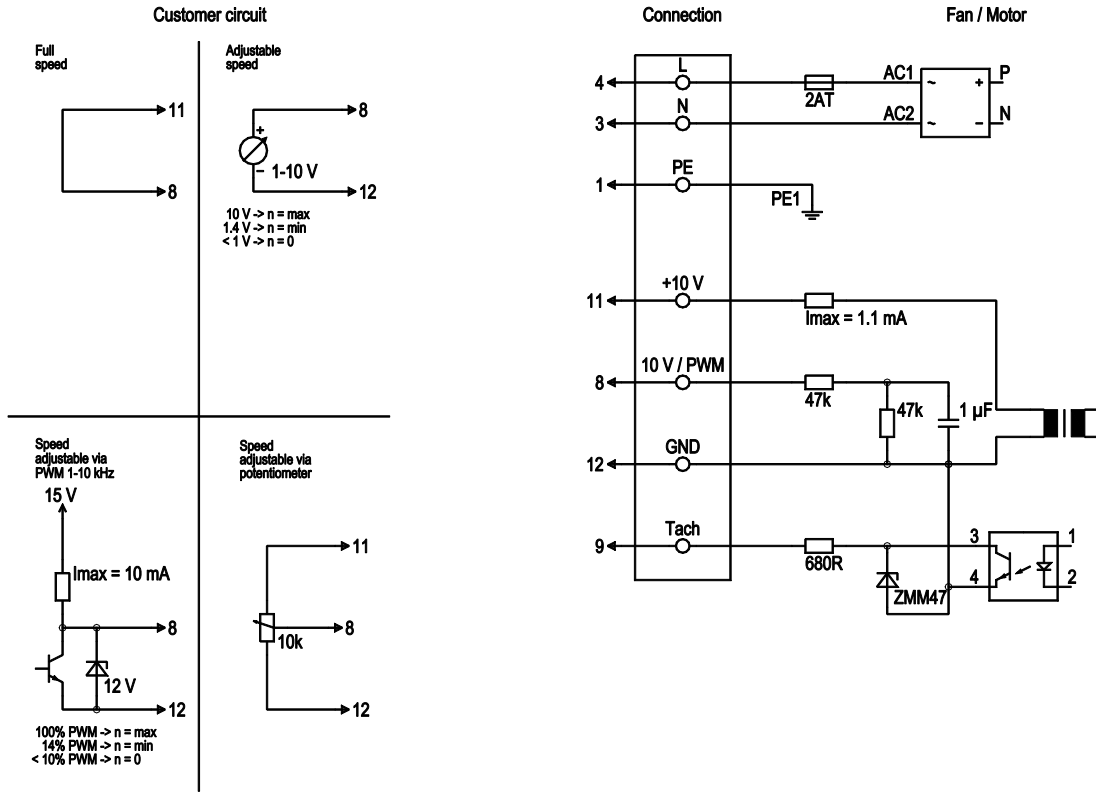 Customer circuit
Full
speed
11
8
Adjustable
speed
8
+
− 1-10 V
12
10 V -> n = max
1.4 V -> n = min
< 1 V -> n = 0
Speed
adjustable via
PWM 1-10 kHz
15 V
Imax = 10 mA
8
12 V
12
100% PWM -> n = max
14% PWM -> n = min
< 10% PWM -> n = 0
Speed
adjustable via
potentiometer
11
8
10k
12
Connection
Fan / Motor
4
L
2AT
AC1
~
+
P
3
N
AC2
~
−
N
1
PE
PE1
11
+10 V
Imax = 1.1 mA
8
10 V / PWM
47k
47k
1 µF
12
GND
9
Tach
680R
ZMM47
3
4
1
2